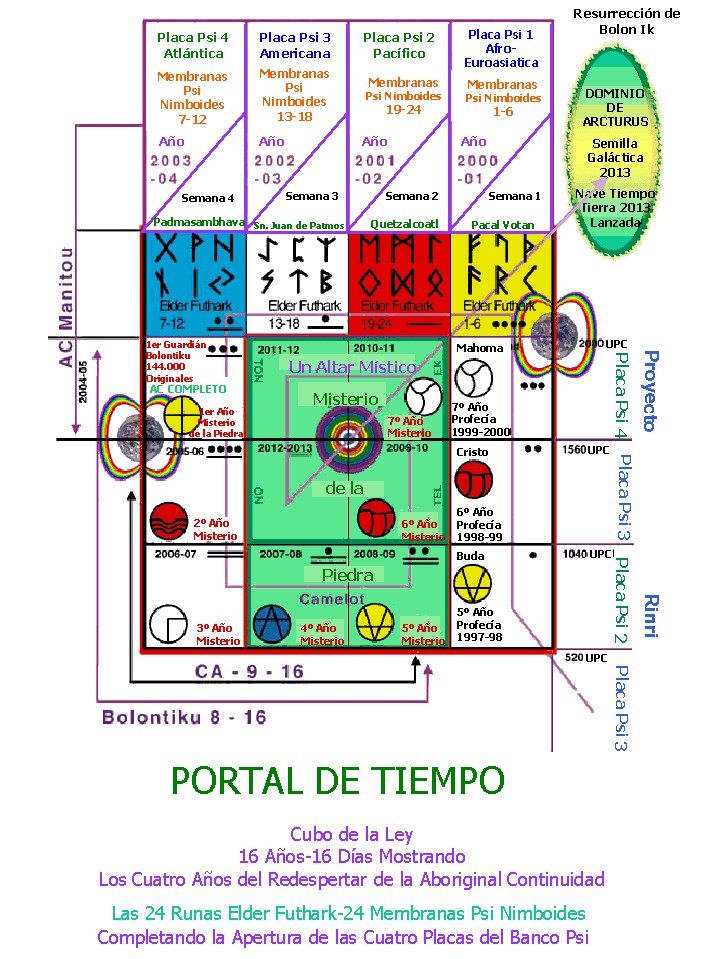 Resurrección de
Bolon Ik
Placa Psi 4
Atlántica
Membranas
Psi
Nimboides
7-12
Año
2003
-04
Semana 4
Padmasambhava
Placa Psi 3
Americana
Membranas
Psi
Nimboides
13-18
Año
2002
-03
Semana 3
Sn. Juan de Patmos
Placa Psi 2
Pacífico
Membranas
Psi Nimboides
19-24
Año
2001
-02
Semana 2
Quetzalcoatl
Placa Psi 1
Afro-
Euroasiatica
Membranas
Psi Nimboides
1-6
Año
2000
-01
Semana 1
Pacal Votan
DOMINIO
DE
ARCTURUS
Semilla
Galáctica
2013
Nave Tiempo
Tierra 2013
Lanzada
ᚷ ᚹ ᚺ
ᚾ ᛁ ᛃ
Elder Futhark
7-12
ᛇ ᛈ ᛉ
ᛊ ᛏ ᛒ
Elder Futhark
13-18
ᛖ ᛗ ᛚ
ᛜ ᛞ ᛟ
Elder Futhark
19-24
ᚠ ᚢ ᚦ
ᚨ ᚱ ᚲ
Elder Futhark
1-6
AC Manitou
2004-05
1er Guardián
Bolontiku
144.000
Originales
AC COMPLETO
1er Año
Misterio
de la Piedra
2011-12
TON
2010-11
EK
Un Altar Místico
Misterio
7º Año
Misterio
Mahoma
7º Año
Profecía
1999-2000
2080 UPC
Proyecto
Placa Psi 4
2005-06
2º Año
Misterio
2012-2013
NO
2009-10
TEL
de la
6º Año
Misterio
Cristo
6º Año
Profecía
1998-99
1560 UPC
Placa Psi 3
2006-07
3º Año
Misterio
2007-08
2008-09
Piedra
Camelot
4º Año
Misterio
5º Año
Misterio
Buda
5º Año
Profecía
1997-98
1040 UPC
Placa Psi 2
Rinri
520 UPC
Placa Psi 3
CA - 9 - 16
Bolontiku 8 - 16
PORTAL DE TIEMPO
Cubo de la Ley
16 Años-16 Días Mostrando
Los Cuatro Años del Redespertar de la Aboriginal Continuidad
Las 24 Runas Elder Futhark-24 Membranas Psi Nimboides
Completando la Apertura de las Cuatro Placas del Banco Psi